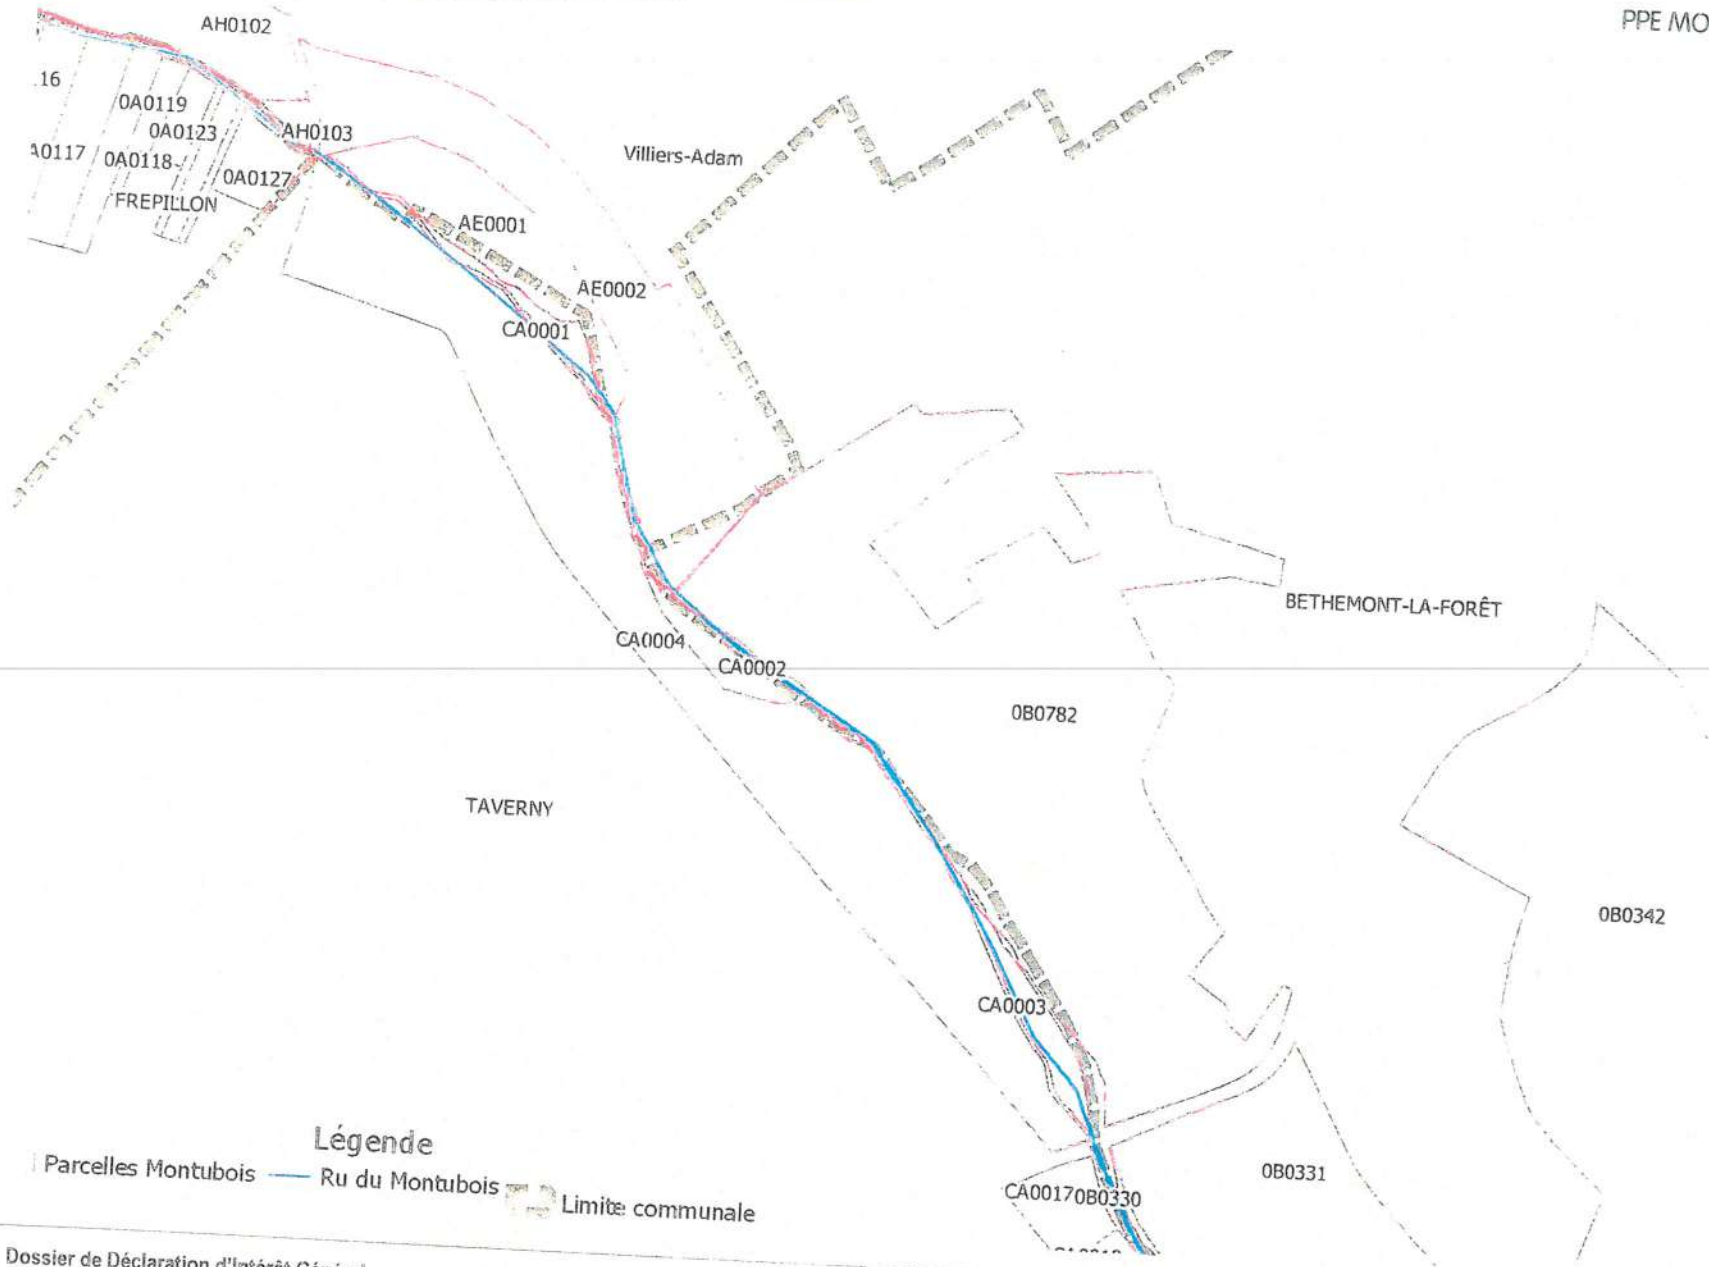 PPE MO
AH0102
.16
0A0119
0A0123
AH0103
A0117
0A0118
0A0127
FREPILLON
Villiers-Adam
AE0001
AE0002
CA0001
BETHEMONT-LA-FORÊT
CA0004
CA0002
0B0782
TAVERNY
0B0342
CA0003
Légende
Parcelles Montubois
Ru du Montubois
Limite communale
0B0331
CA0017
0B0330
Dossier de Déclaration d'Intérêt